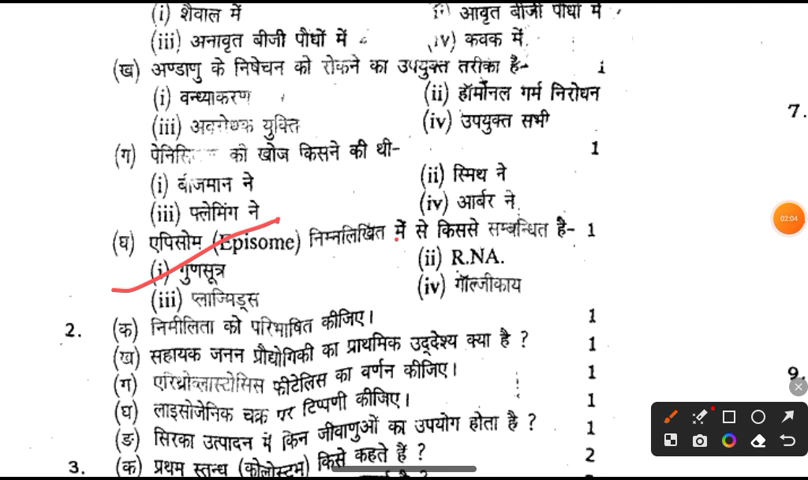 (i) शैवाल में
आवृत बीजी पौधों में
(iii) अनावृत बीजी पौधों में
(iv) कवक में
(ख) अण्डाणु के निषेचन को रोकने का उपयुक्त तरीका है- 1
(i) वन्ध्याकरण
(ii) हॉर्मोनल गर्म निरोधन
(iii) अवरोधक युक्ति
(iv) उपयुक्त सभी
7.
(ग) की खोज किसने की थी- 1
(i) वीजमान ने
(ii) स्मिथ ने
(iii) फ्लेमिंग ने
(iv) आर्बर ने
(घ) एपिसोम (Episome) निम्नलिखित में से किससे सम्बन्धित है- 1
(i) गुणसूत्र
(ii) R.NA.
(iii) प्लाज्मिड्स
(iv) गॉल्जीकाय
02:04
2. (क) निमीलिता को परिभाषित कीजिए। 1
(ख) सहायक जनन प्रौद्योगिकी का प्राथमिक उद्देश्य क्या है ? 1
(ग) एरिथ्रोब्लास्टोसिस फीटेलिस का वर्णन कीजिए। 1
9.
(घ) लाइसोजेनिक चक्र पर टिप्पणी कीजिए। 1
(ङ) सिरका उत्पादन में किन जीवाणुओं का उपयोग होता है ? 1
3. (क) प्रथम स्तन्ध (कोलोस्ट्रम) किसे कहते हैं ? 2